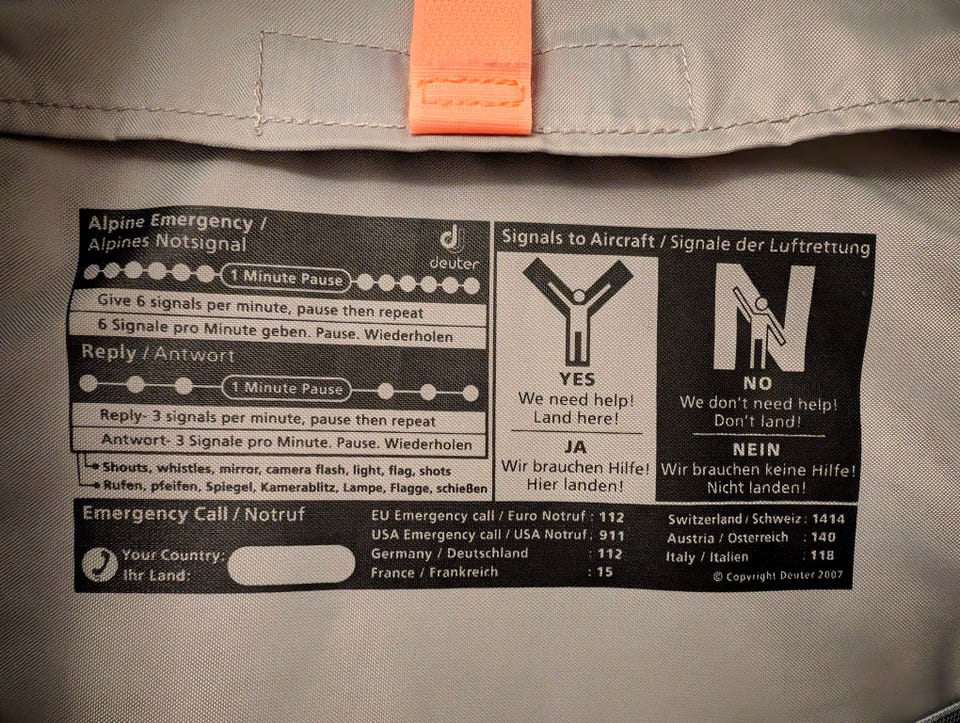 Alpine Emergency /
Alpines Notsignal
deuter
1 Minute Pause
Give 6 signals per minute, pause then repeat
6 Signale pro Minute geben. Pause. Wiederholen
Reply / Antwort
1 Minute Pause
Reply- 3 signals per minute, pause then repeat
Antwort- 3 Signale pro Minute. Pause. Wiederholen
Shouts, whistles, mirror, camera flash, light, flag, shots
Rufen, pfeifen, Spiegel, Kamerablitz, Lampe, Flagge, schießen
Signals to Aircraft / Signale der Luftrettung
Y
YES
We need help!
Land here!
JA
Wir brauchen Hilfe!
Hier landen!
N
NO
We don't need help!
Don't land!
NEIN
Wir brauchen keine Hilfe!
Nicht landen!
Emergency Call / Notruf
Your Country:
Ihr Land:
EU Emergency call / Euro Notruf : 112
USA Emergency call / USA Notruf : 911
Germany / Deutschland : 112
France / Frankreich : 15
Switzerland / Schweiz : 1414
Austria / Österreich : 140
Italy / Italien : 118
© Copyright Deuter 2007